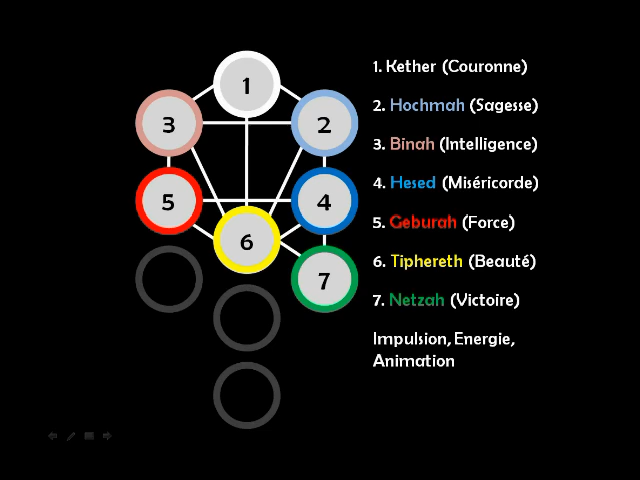 1
3
2
5
4
6
7
1. Kether (Couronne)
2. Hochmah (Sagesse)
3. Binah (Intelligence)
4. Hesed (Miséricorde)
5. Geburah (Force)
6. Tiphereth (Beauté)
7. Netzah (Victoire)
Impulsion, Energie,
Animation